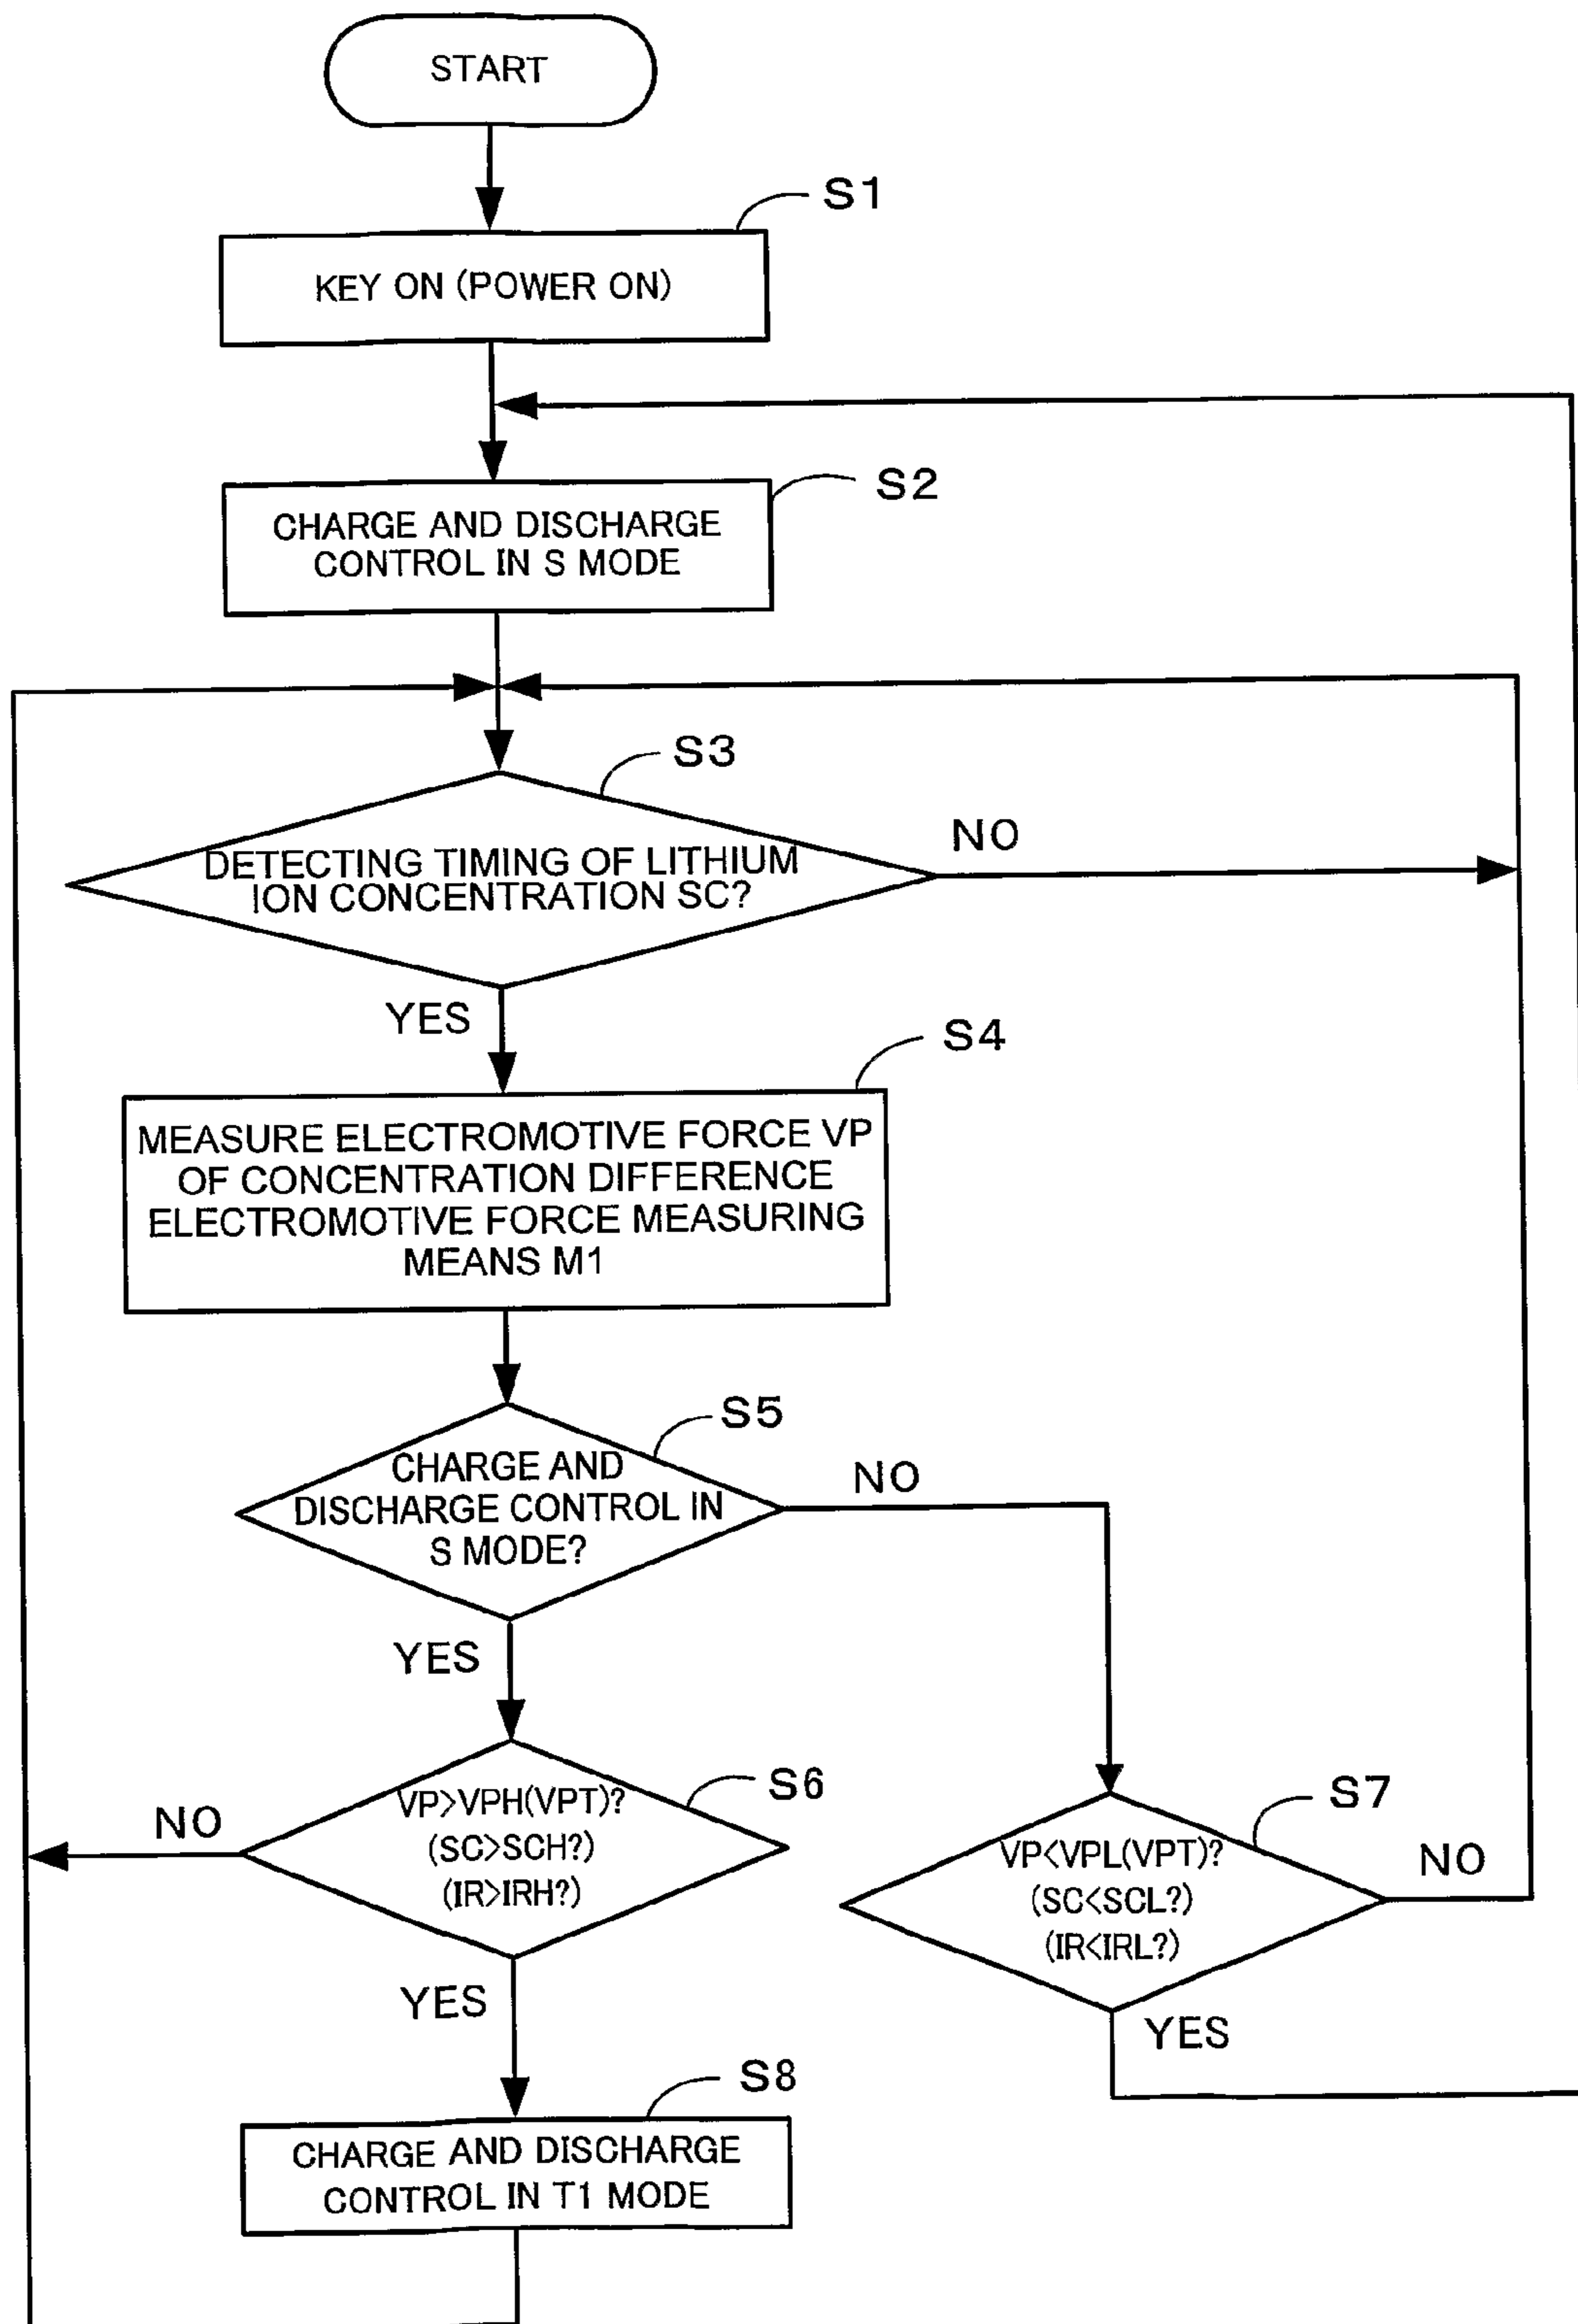 START
S1
KEY ON (POWER ON)
S2
CHARGE AND DISCHARGE
CONTROL IN S MODE
S3
NO
DETECTING TIMING OF LITHIUM
ION CONCENTRATION SC?
YES
S4
MEASURE ELECTROMOTIVE FORCE VP
OF CONCENTRATION DIFFERENCE
ELECTROMOTIVE FORCE MEASURING
MEANS M1
S5
CHARGE AND
DISCHARGE CONTROL IN
S MODE?
NO
YES
S6
VP>VPH(VPT)?
(SC>SCH?)
(IR>IRH?)
NO
S7
VP<VPL(VPT)?
(SC<SCL?)
(IR<IRL?)
NO
YES
YES
S8
CHARGE AND DISCHARGE
CONTROL IN T1 MODE